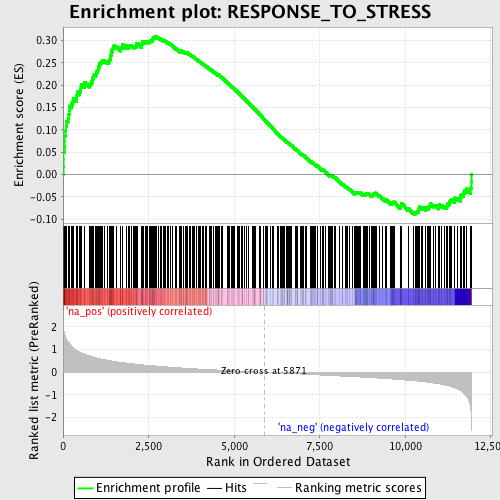 Enrichment plot: RESPONSE_TO_STRESS
Enrichment score (ES)
0.30
0.25
0.20
0.15
0.10
0.05
0.00
-0.05
-0.10
'na_pos' (positively correlated)
Ranked list metric (PreRanked)
2
1
0
-1
-2
Zero cross at 5871
'na_neg' (negatively correlated)
0
2,500
5,000
7,500
10,000
12,500
Rank in Ordered Dataset
Enrichment profile
Hits
Ranking metric scores